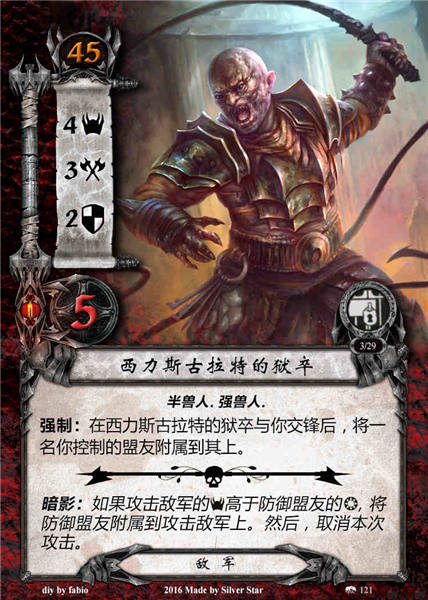 45
4
3
2
5
3/29
西力斯古拉特的狱卒
半兽人. 强兽人.
强制：在西力斯古拉特的狱卒与你交锋后，将一
名你控制的盟友附属到其上。
暗影：如果攻击敌军的高于防御盟友的，将
防御盟友附属到攻击敌军上。然后，取消本次
攻击。
敌军
diy by fabio
2016 Made by Silver Star
121